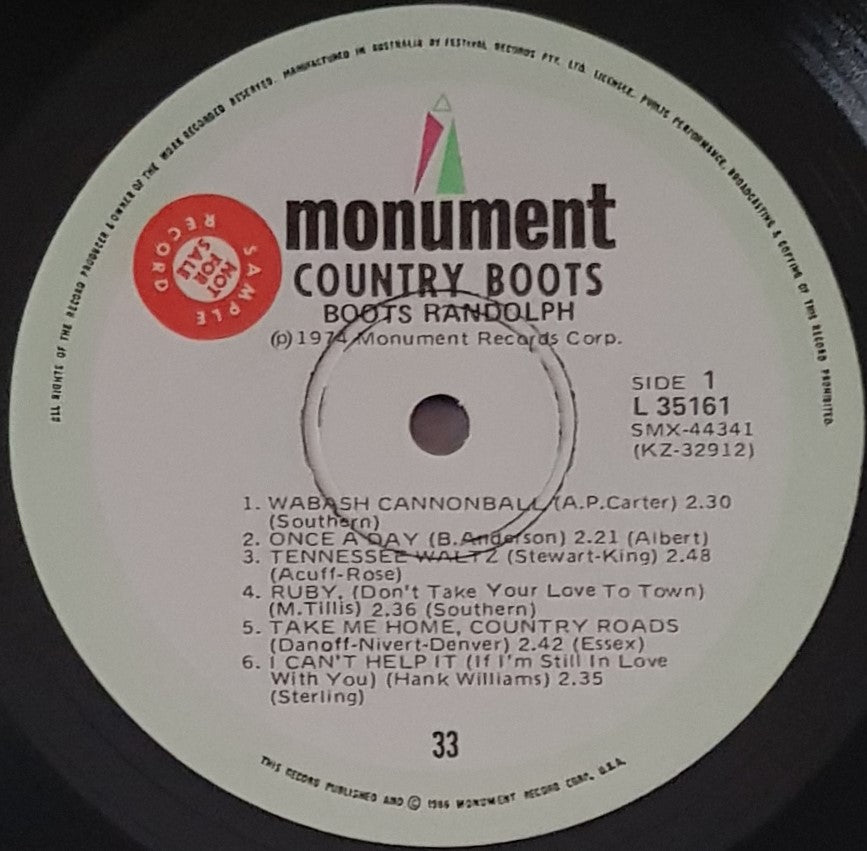 ALL RIGHTS OF THE RECORD PRODUCER & OWNER OF THE WORK RECORDED RESERVED. MANUFACTURED IN AUSTRALIA BY FESTIVAL RECORDS PTY. LTD. LICENSEE. PUBLIC PERFORMANCE, BROADCASTING & COPYING OF THIS RECORD PROHIBITED.
monument
SAMPLE RECORD
NOT FOR SALE
COUNTRY BOOTS
BOOTS RANDOLPH
(p) 1974 Monument Records Corp.
SIDE 1
L 35161
SMX-44341
(KZ-32912)
1. WABASH CANNONBALL (A.P.Carter) 2.30
(Southern)
2. ONCE A DAY (B.Anderson) 2.21 (Albert)
3. TENNESSEE WALTZ (Stewart-King) 2.48
(Acuff-Rose)
4. RUBY, (Don't Take Your Love To Town)
(M.Tillis) 2.36 (Southern)
5. TAKE ME HOME, COUNTRY ROADS
(Danoff-Nivert-Denver) 2.42 (Essex)
6. I CAN'T HELP IT (If I'm Still In Love
With You) (Hank Williams) 2.35
(Sterling)
33
THIS RECORD PUBLISHED AND © 1966 MONUMENT RECORD CORP. U.S.A.